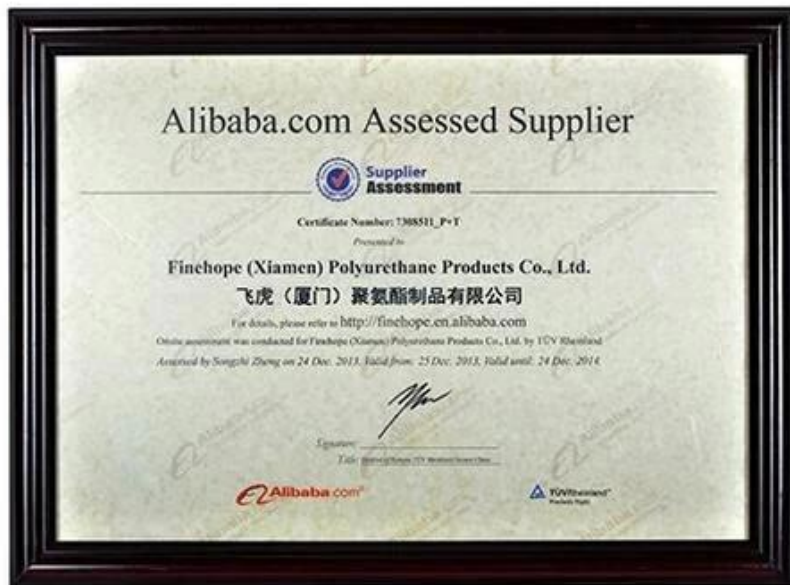 Alibaba.com Assessed Supplier
Supplier
Assessment
Certificate Number: 7308511_P+T
Presented to
Finehope (Xiamen) Polyurethane Products Co., Ltd.
飞虎（厦门）聚氨酯制品有限公司
For details, please refer to http://finehope.en.alibaba.com
Onsite assessment was conducted for Finehope (Xiamen) Polyurethane Products Co., Ltd. by TÜV Rheinland
Assessed by Songzhi Zheng on 24 Dec. 2013, Valid from: 25 Dec. 2013, Valid until: 24 Dec. 2014
Signature:
Title:
Alibaba.com®
TÜVRheinland®
Precisely Right.